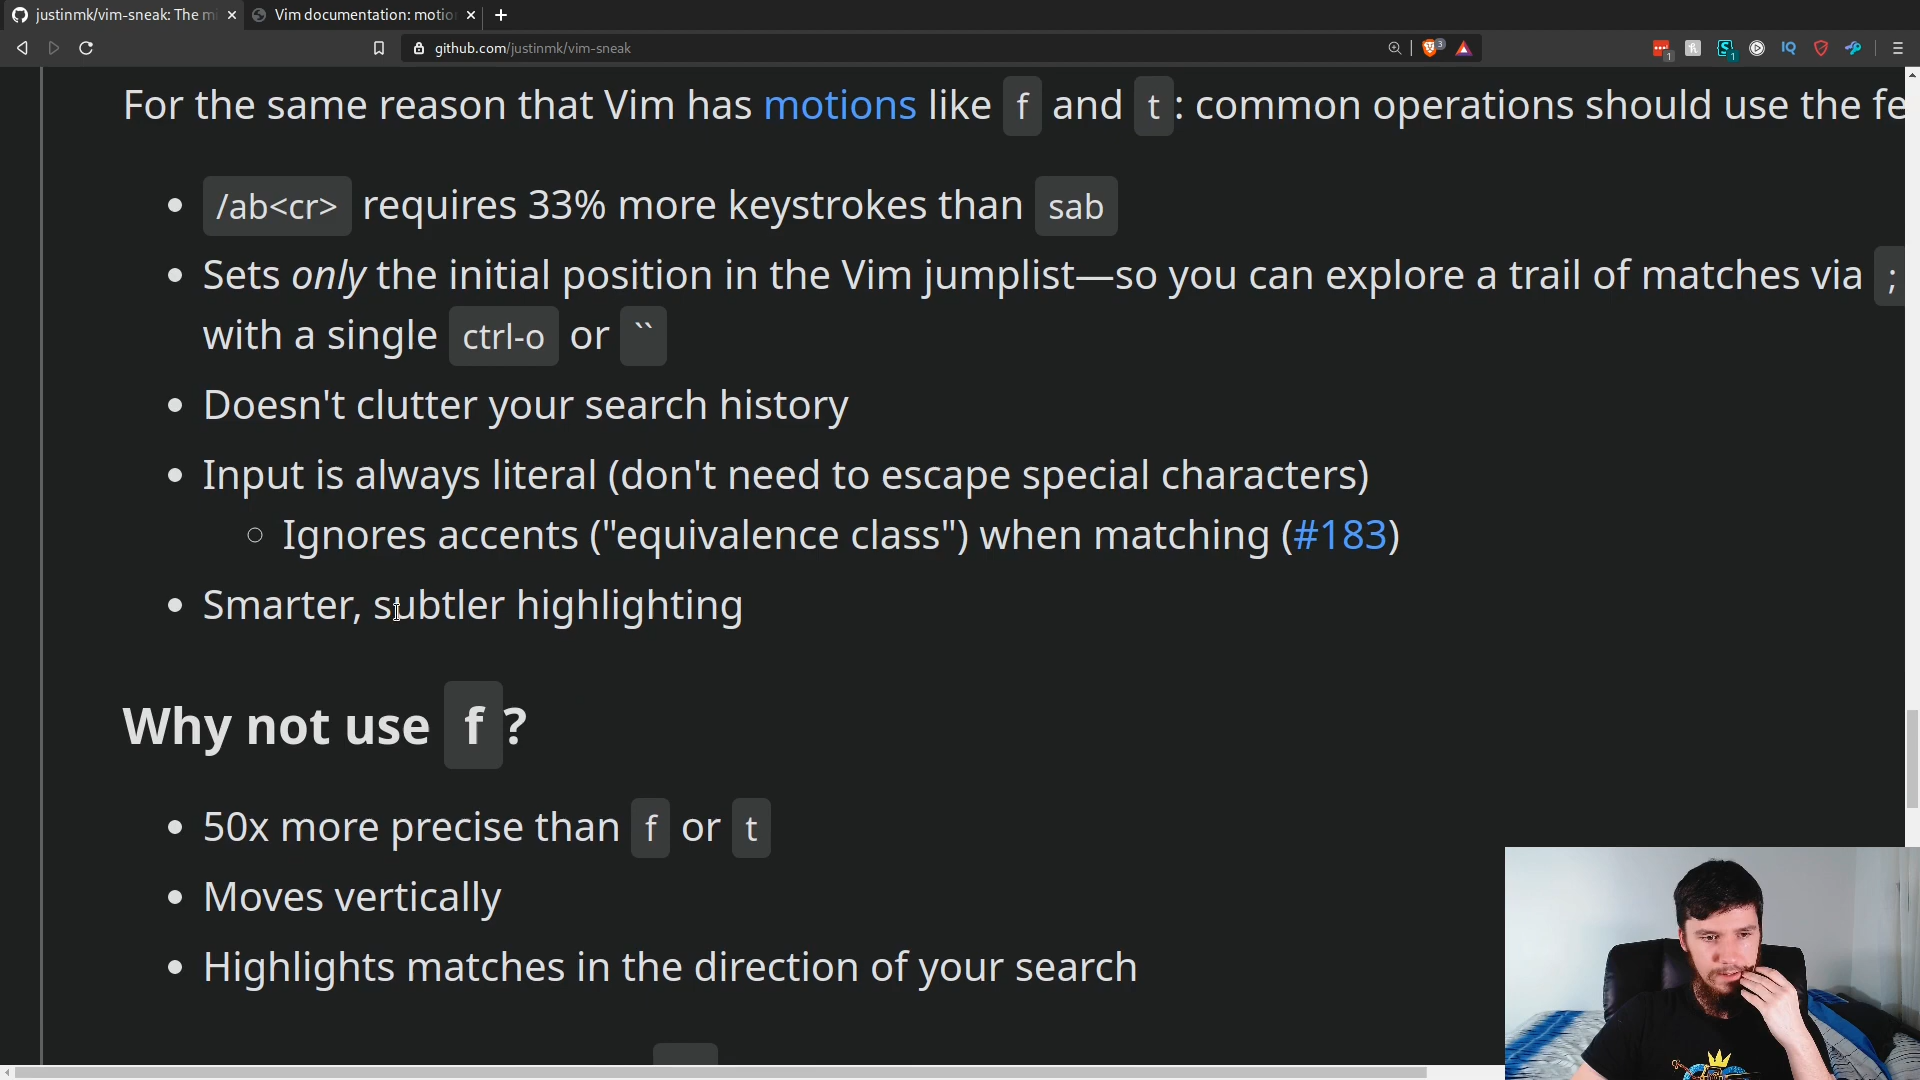 justinmk/vim-sneak: The mi
Vim documentation: motio
github.com/justinmk/vim-sneak
For the same reason that Vim has motions like f and t: common operations should use the fe
/ab<cr> requires 33% more keystrokes than sab
Sets only the initial position in the Vim jumplist—so you can explore a trail of matches via ;
with a single ctrl-o or ``
Doesn't clutter your search history
Input is always literal (don't need to escape special characters)
Ignores accents ("equivalence class") when matching (#183)
Smarter, subtler highlighting
Why not use f?
50x more precise than f or t
Moves vertically
Highlights matches in the direction of your search